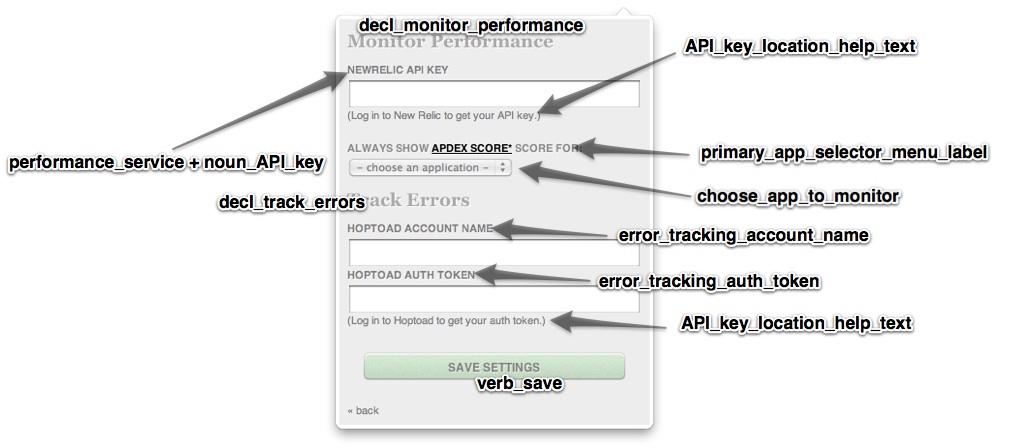 decl_monitor_performance
Monitor Performance
API_key_location_help_text
NEWRELIC API KEY
(Log in to New Relic to get your API key.)
performance_service + noun_API_key
ALWAYS SHOW APDEX SCORE* SCORE FOR:
primary_app_selector_menu_label
– choose an application –
choose_app_to_monitor
decl_track_errors
Track Errors
HOPTOAD ACCOUNT NAME
error_tracking_account_name
HOPTOAD AUTH TOKEN
error_tracking_auth_token
(Log in to Hoptoad to get your auth token.)
API_key_location_help_text
SAVE SETTINGS
verb_save
« back